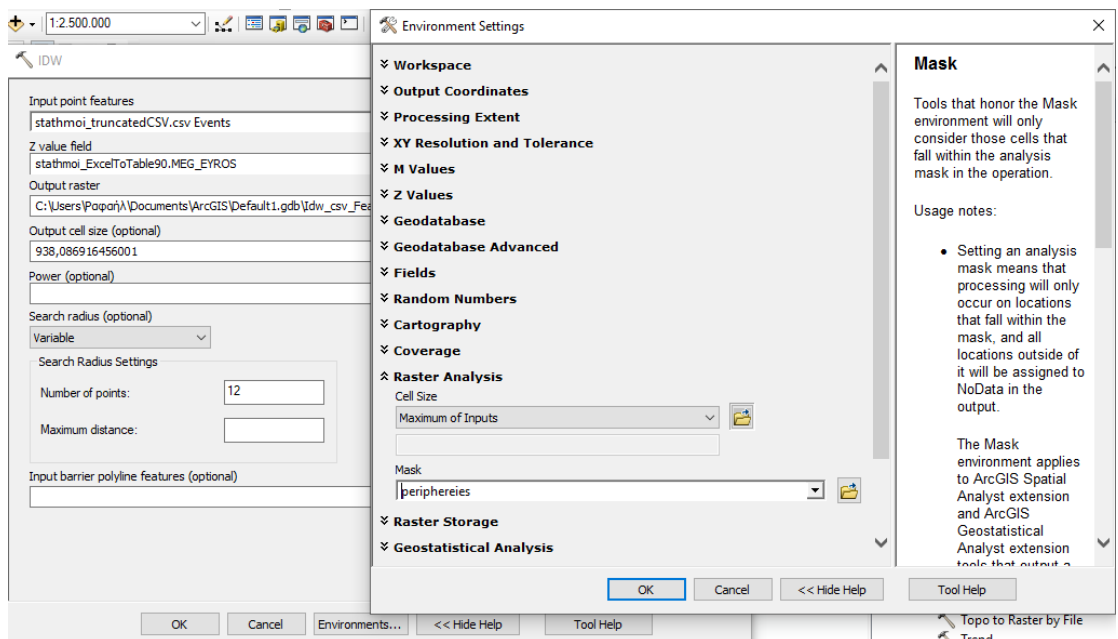 1:2.500.000
IDW
Input point features
stathmoi_truncatedCSV.csv Events
Z value field
stathmoi_ExcelToTable90.MEG_EYROS
Output raster
C:\Users\Ραφαήλ\Documents\ArcGIS\Default1.gdb\Idw_csv_Fea
Output cell size (optional)
938,086916456001
Power (optional)
Search radius (optional)
Variable
Search Radius Settings
Number of points:
12
Maximum distance:
Input barrier polyline features (optional)
OK
Cancel
Environments...
<< Hide Help
Tool Help
Environment Settings
Workspace
Output Coordinates
Processing Extent
XY Resolution and Tolerance
M Values
Z Values
Geodatabase
Geodatabase Advanced
Fields
Random Numbers
Cartography
Coverage
Raster Analysis
Cell Size
Maximum of Inputs
Mask
periphereies
Raster Storage
Geostatistical Analysis
OK
Cancel
<< Hide Help
Tool Help
Mask
Tools that honor the Mask
environment will only
consider those cells that
fall within the analysis
mask in the operation.
Usage notes:
• Setting an analysis
mask means that
processing will only
occur on locations
that fall within the
mask, and all
locations outside of
it will be assigned to
NoData in the
output.
The Mask
environment applies
to ArcGIS Spatial
Analyst extension
and ArcGIS
Geostatistical
Analyst extension
tools that output a
Topo to Raster by File
Trend